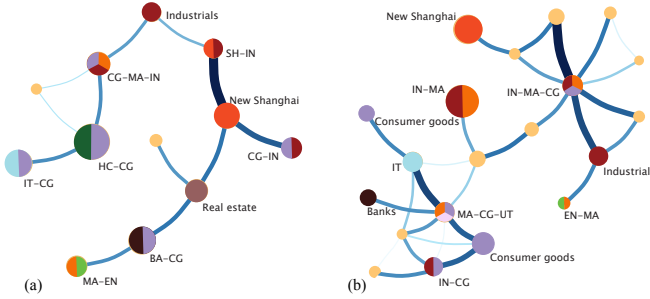 Industrials
SH-IN
CG-MA-IN
New Shanghai
CG-IN
HC-CG
IT-CG
Real estate
BA-CG
MA-EN
(a)
New Shanghai
IN-MA
IN-MA-CG
Consumer goods
IT
Industrial
Banks
MA-CG-UT
EN-MA
Consumer goods
IN-CG
(b)